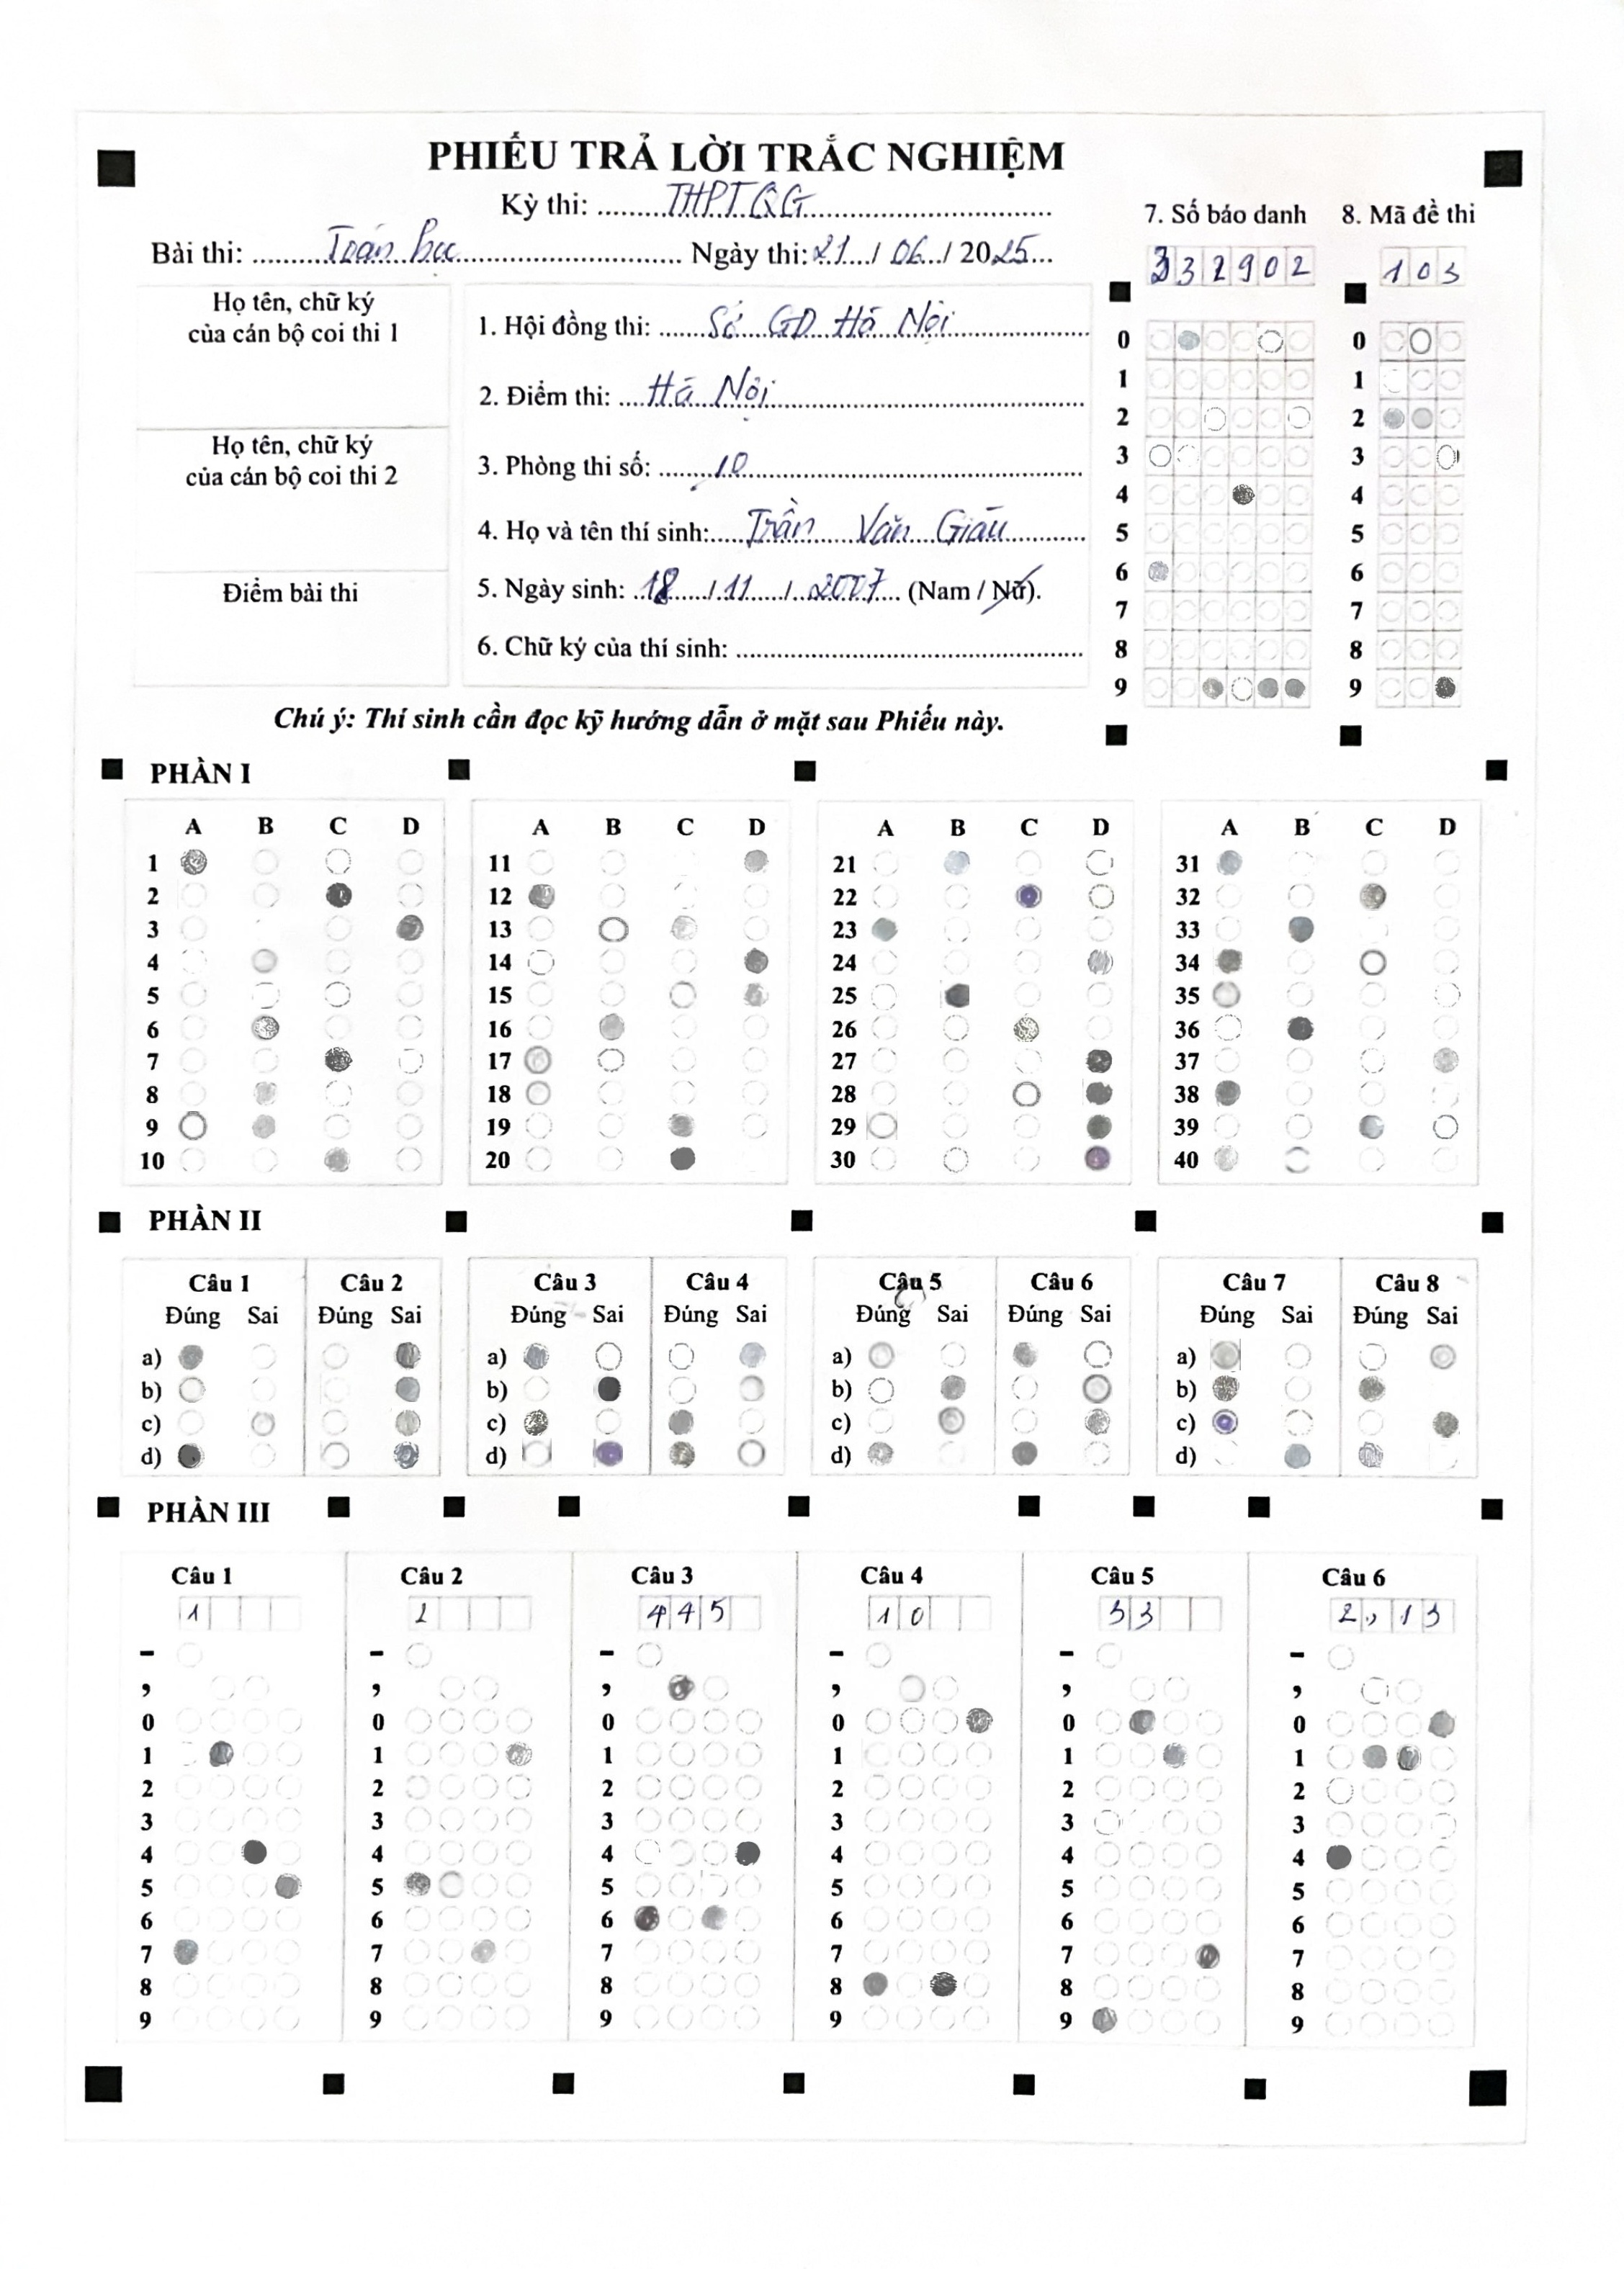 PHIẾU TRẢ LỜI TRẮC NGHIỆM
Kỳ thi: THPT QG
Bài thi: Toán Ngày thi: 21 / 06 / 2025
7. Số báo danh 8. Mã đề thi
332902 103
Họ tên, chữ ký
của cán bộ coi thi 1
Họ tên, chữ ký
của cán bộ coi thi 2
Điểm bài thi
1. Hội đồng thi: Sở GD Hà Nội
2. Điểm thi: Hà Nội
3. Phòng thi số: 10
4. Họ và tên thí sinh: Trần Văn Giàu
5. Ngày sinh: 18 / 11 / 2007 (Nam / Nữ).
6. Chữ ký của thí sinh:
0 0
1 1
2 2
3 3
4 4
5 5
6 6
7 7
8 8
9 9
Chú ý: Thí sinh cần đọc kỹ hướng dẫn ở mặt sau Phiếu này.
PHẦN I
A B C D A B C D A B C D A B C D
1 11 21 31
2 12 22 32
3 13 23 33
4 14 24 34
5 15 25 35
6 16 26 36
7 17 27 37
8 18 28 38
9 19 29 39
10 20 30 40
PHẦN II
Câu 1 Câu 2 Câu 3 Câu 4 Câu 5 Câu 6 Câu 7 Câu 8
Đúng Sai Đúng Sai Đúng Sai Đúng Sai Đúng Sai Đúng Sai Đúng Sai Đúng Sai
a) a) a) a)
b) b) b) b)
c) c) c) c)
d) d) d) d)
PHẦN III
Câu 1 Câu 2 Câu 3 Câu 4 Câu 5 Câu 6
1 2 445 10 33 2,13
- - - - - -
, , , , , ,
0 0 0 0 0 0
1 1 1 1 1 1
2 2 2 2 2 2
3 3 3 3 3 3
4 4 4 4 4 4
5 5 5 5 5 5
6 6 6 6 6 6
7 7 7 7 7 7
8 8 8 8 8 8
9 9 9 9 9 9